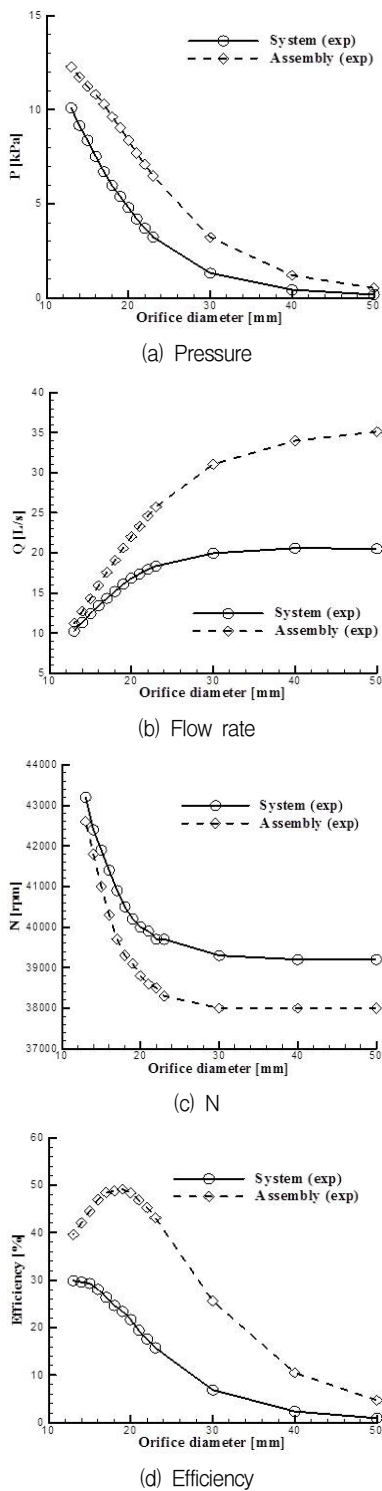 System (exp)
Assembly (exp)
P [kPa]
15
10
5
0
10 20 30 40 50
Orifice diameter [mm]
(a) Pressure
40
35
30
25
20
15
10
5
Q [L/s]
System (exp)
Assembly (exp)
10 20 30 40 50
Orifice diameter [mm]
(b) Flow rate
44000
43000
42000
41000
40000
39000
38000
37000
N [rpm]
System (exp)
Assembly (exp)
10 20 30 40 50
Orifice diameter [mm]
(c) N
60
50
40
30
20
10
0
Efficiency [%]
System (exp)
Assembly (exp)
10 20 30 40 50
Orifice diameter [mm]
(d) Efficiency